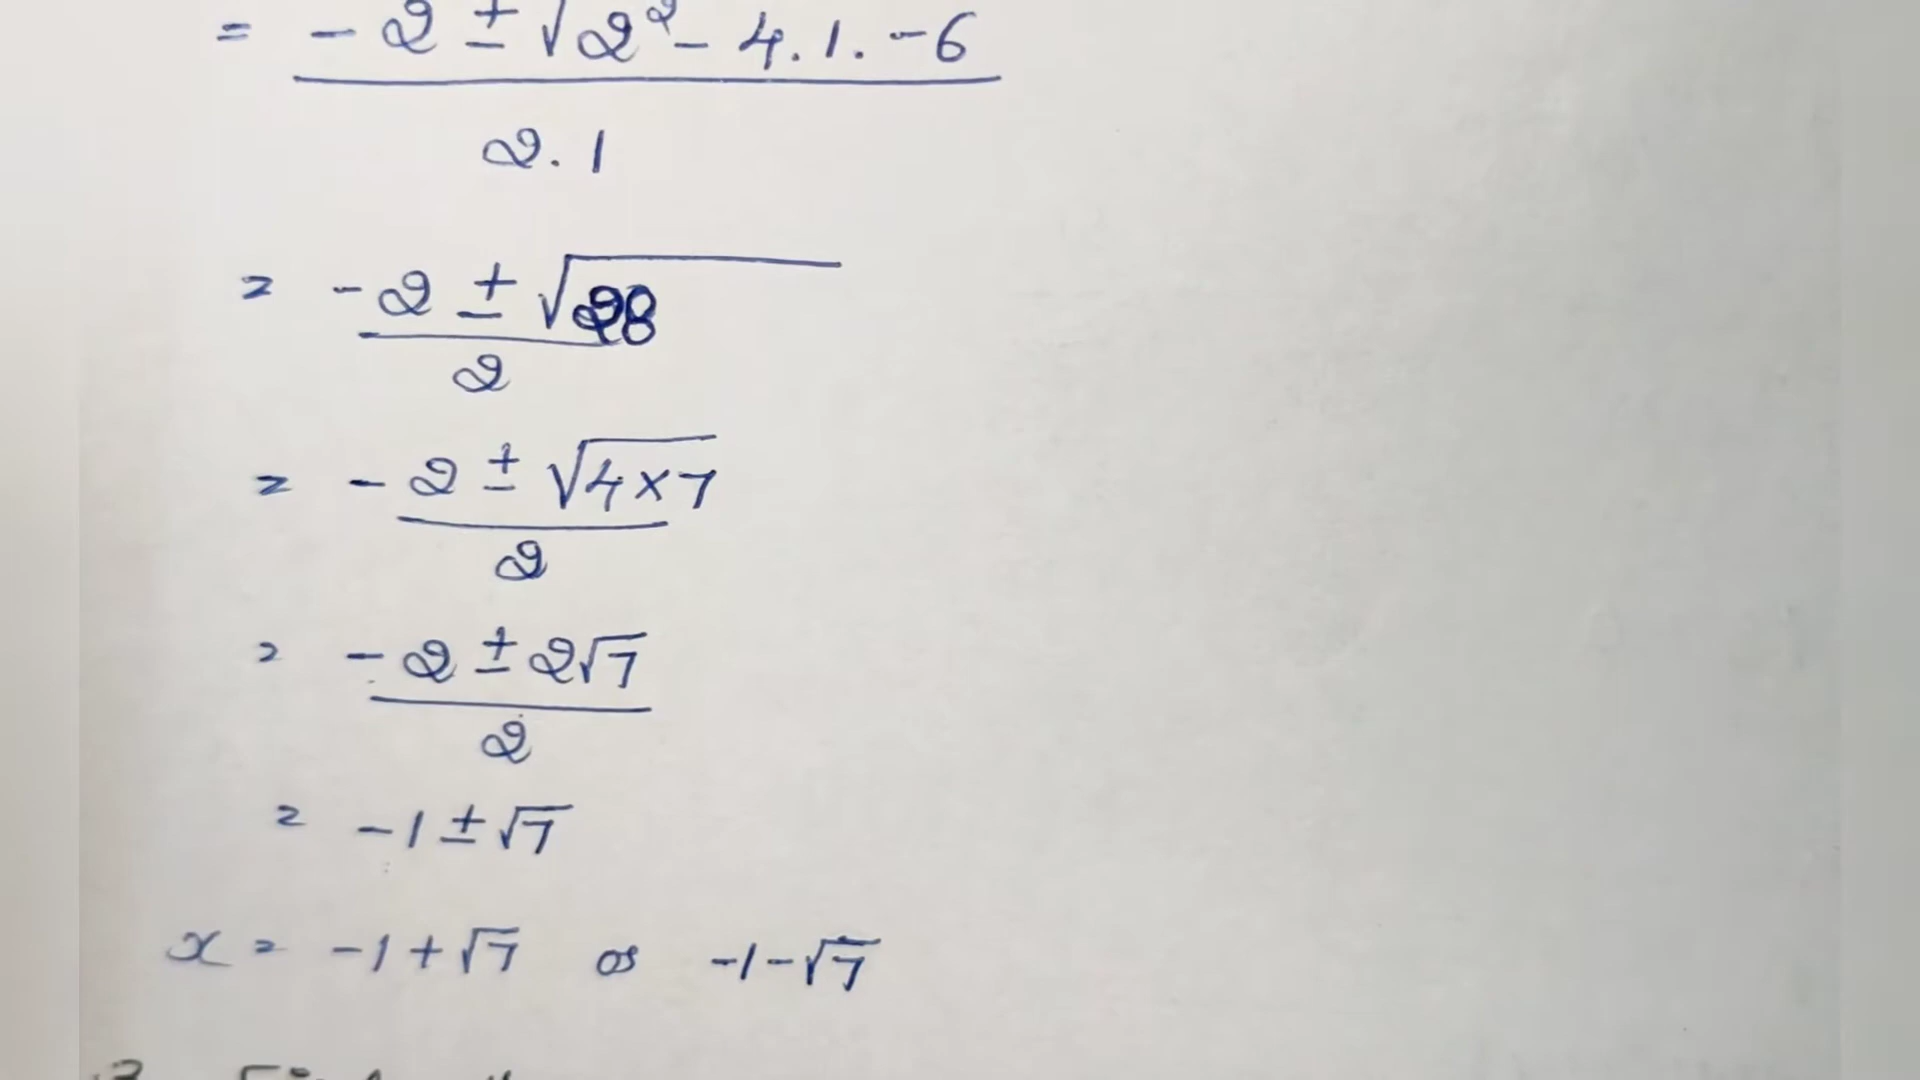 = -2 ± √2² - 4.1.-6
2.1
= -2 ± √28
2
= -2 ± √4×7
2
= -2 ± 2√7
2
= -1 ± √7
x = -1 + √7 or -1 - √7